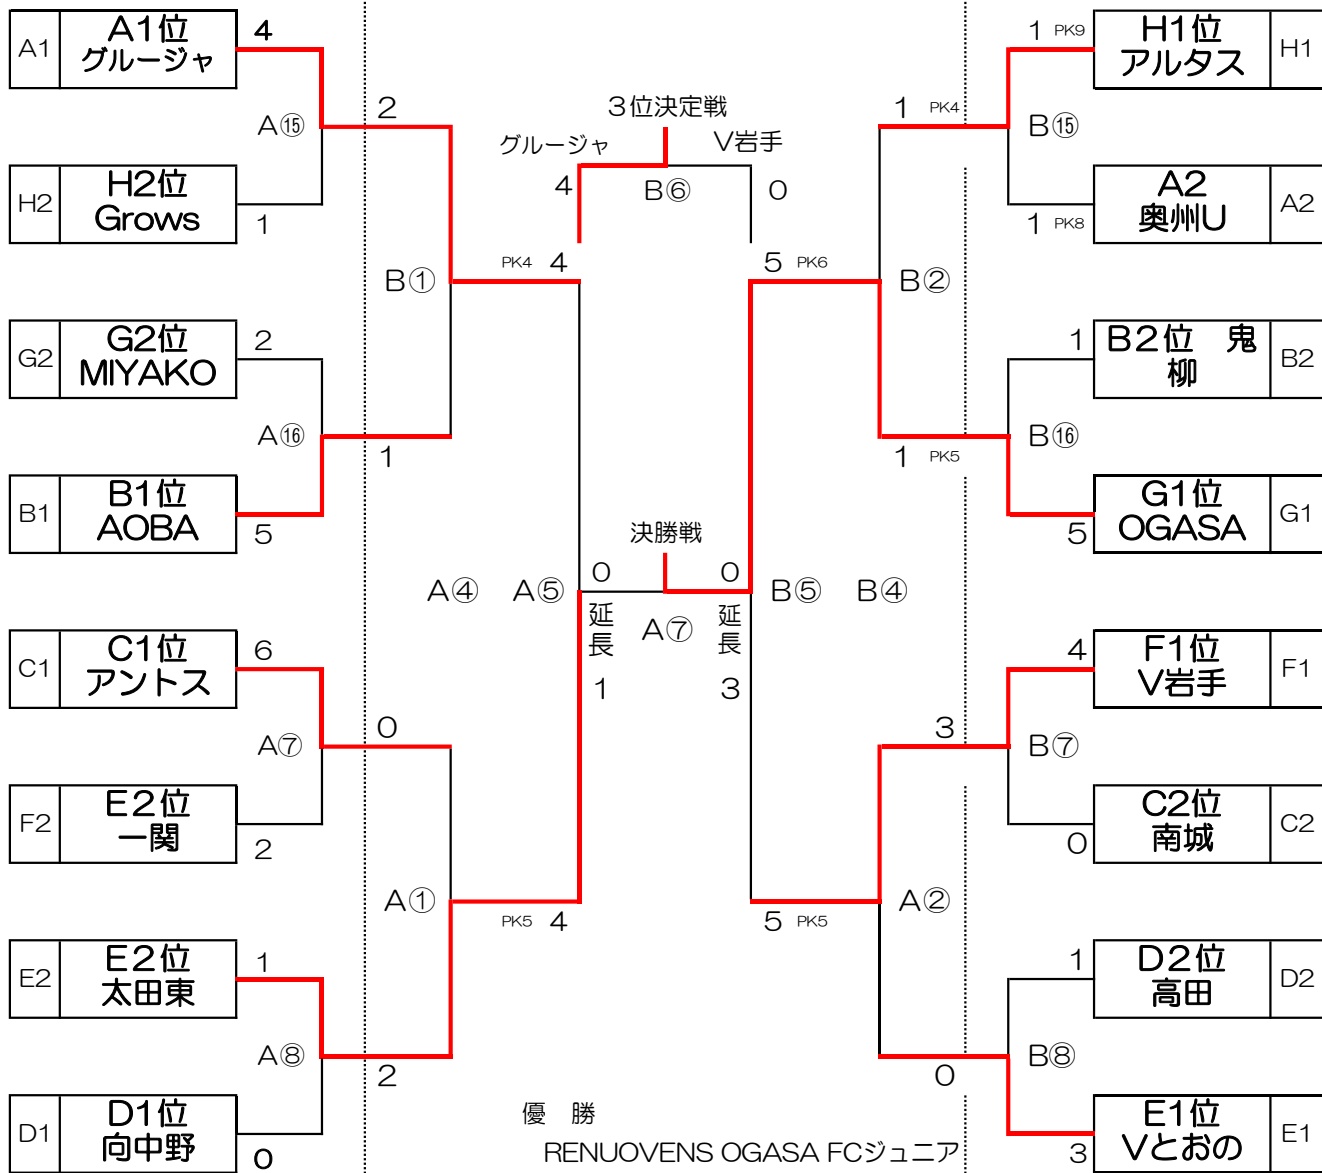 A1
A1位
グルージャ
4
A⑮
2
H2
H2位
Grows
1
B①
PK4 4
G2
G2位
MIYAKO
2
A⑯
1
B1
B1位
AOBA
5
A④
A⑤
C1
C1位
アントス
6
A⑦
0
F2
E2位
一関
2
A①
PK5 4
E2
E2位
太田東
1
A⑧
2
D1
D1位
向中野
0
3位決定戦
グルージャ
V岩手
4
B⑥
0
決勝戦
0
0
延長
A⑦
延長
1
3
優　勝
RENUOVENS OGASA FCジュニア
1 PK9
H1位
アルタス
H1
1 PK4
B⑮
1 PK8
A2
奥州U
A2
5 PK6
B②
1
B2位　鬼
柳
B2
B⑯
1 PK5
5
G1位
OGASA
G1
B⑤
B④
4
F1位
V岩手
F1
3
B⑦
0
C2位
南城
C2
5 PK5
A②
1
D2位
高田
D2
B⑧
0
3
E1位
Vとおの
E1